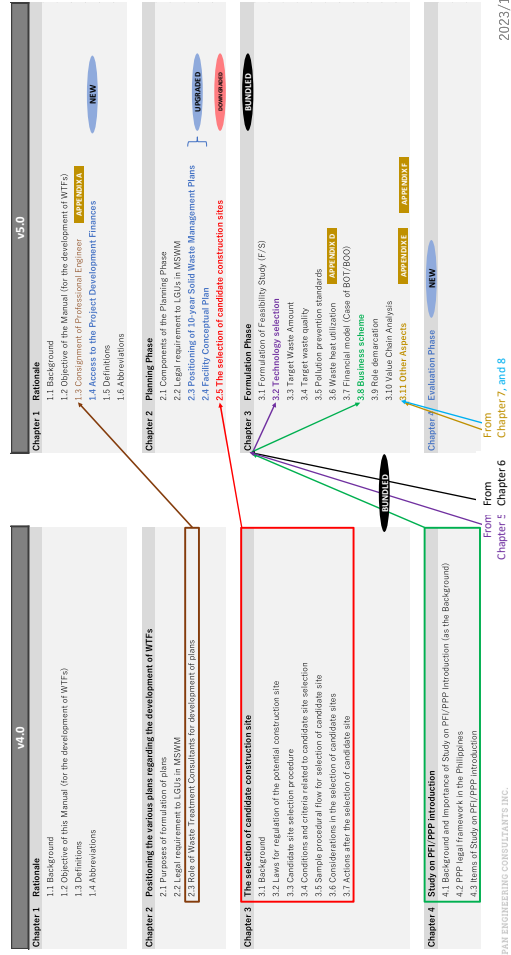 v4.0
Chapter 1 Rationale
1.1 Background
1.2 Objective of this Manual (for the development of WTFs)
1.3 Definitions
1.4 Abbreviations
Chapter 2 Positioning the various plans regarding the development of WTFs
2.1 Purposes of formulation of plans
2.2 Legal requirement to LGUs in MSWM
2.3 Role of Waste Treatment Consultants for development of plans
Chapter 3 The selection of candidate construction site
3.1 Background
3.2 Laws for regulation of the potential construction site
3.3 Candidate site selection procedure
3.4 Conditions and criteria related to candidate site selection
3.5 Sample procedural flow for selection of candidate site
3.6 Considerations in the selection of candidate sites
3.7 Actions after the selection of candidate site
Chapter 4 Study on PFI/PPP introduction
4.1 Background and Importance of Study on PFI/PPP Introduction (as the Background)
4.2 PPP legal framework in the Philippines
4.3 Items of Study on PFI/PPP introduction
v5.0
Chapter 1 Rationale
1.1 Background
1.2 Objective of the Manual (for the development of WTFs)
1.3 Consignment of Professional Engineer APPENDIX A
1.4 Access to the Project Development Finances NEW
1.5 Definitions
1.6 Abbreviations
Chapter 2 Planning Phase
2.1 Components of the Planning Phase
2.2 Legal requirement to LGUs in MSWM
2.3 Positioning of 10-year Solid Waste Management Plans UPGRADED
2.4 Facility Conceptual Plan
2.5 The selection of candidate construction sites DOWNGRADED
Chapter 3 Formulation Phase BUNDLED
3.1 Formulation of Feasibility Study (F/S)
3.2 Technology selection
3.3 Target Waste Amount
3.4 Target waste quality
3.5 Pollution prevention standards
3.6 Waste heat utilization APPENDIX D
3.7 Financial model (Case of BOT/BOO)
3.8 Business scheme
3.9 Role demarcation
3.10 Value Chain Analysis
3.11 Other Aspects APPENDIX E APPENDIX F
Chapter 4 Evaluation Phase NEW
BUNDLED
From
Chapter 5
From
Chapter 6
From
Chapter 7, and 8
PAN ENGINEERING CONSULTANTS INC.
2023/1